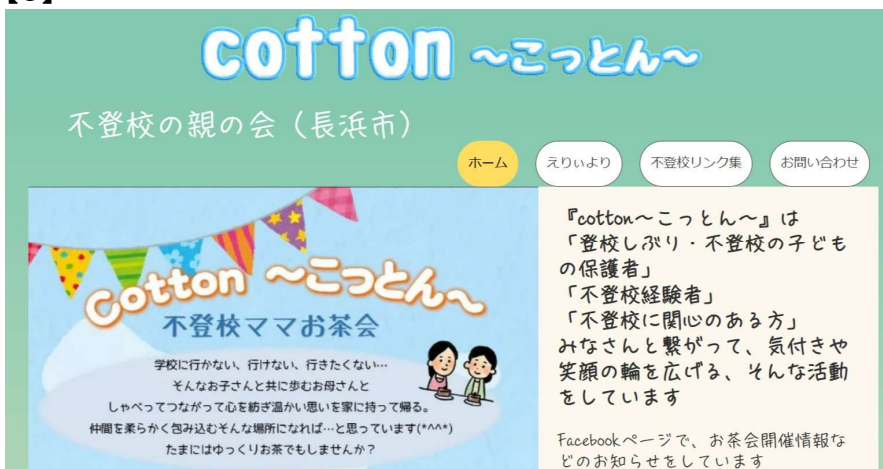 cotton ~こっとん~
不登校の親の会（長浜市）
ホーム
えりぃより
不登校リンク集
お問い合わせ
Cotton ~こっとん~
不登校ママお茶会
学校に行かない、行けない、行きたくない…
そんなお子さんと共に歩むお母さんと
しゃべってつながって心を紡ぎ温かい思いを家に持って帰る。
仲間を柔らかく包み込むそんな場所になれば…と思っています(*^^*)
たまにはゆっくりお茶でもしませんか？
『cotton～こっとん～』は
「登校しぶり・不登校の子ども
の保護者」
「不登校経験者」
「不登校に関心のある方」
みなさんと繋がって、気付きや
笑顔の輪を広げる、そんな活動
をしています
Facebookページで、お茶会開催情報な
どのお知らせをしています